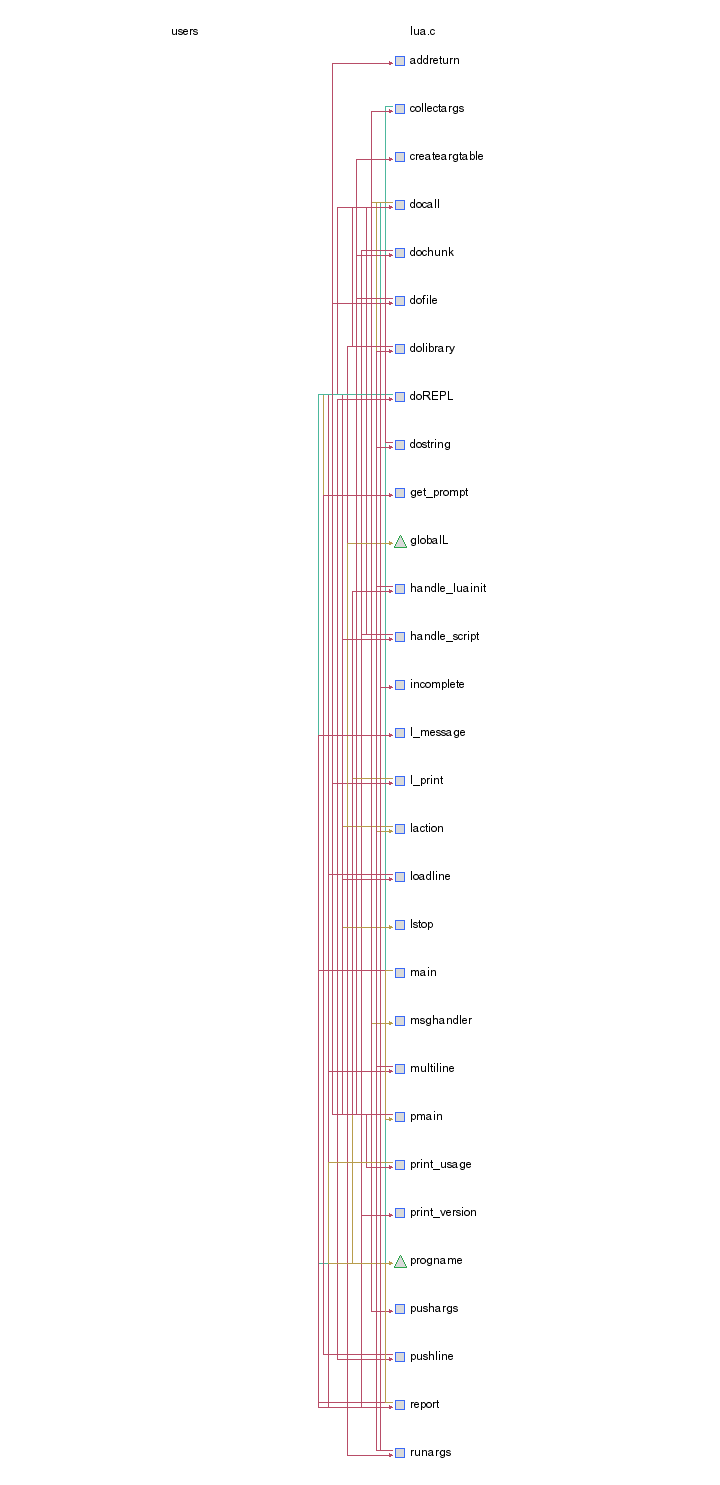 users lua.c
addreturn
collectargs
createargtable
docall
dochunk
dofile
dolibrary
doREPL
dostring
get_prompt
globalL
handle_luainit
handle_script
incomplete
l_message
l_print
laction
loadline
lstop
main
msghandler
multiline
pmain
print_usage
print_version
progname
pushargs
pushline
report
runargs